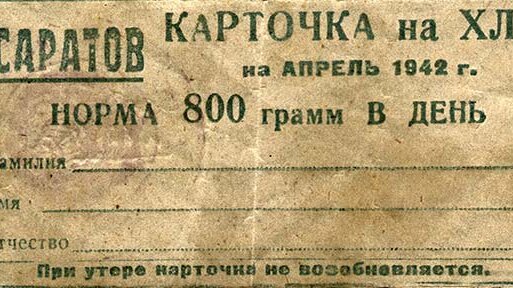 САРАТОВ
КАРТОЧКА на ХЛ
на АПРЕЛЬ 1942 г.
НОРМА 800 грамм В ДЕНЬ
амилия
мя
тчество
При утере карточка не возобновляется.